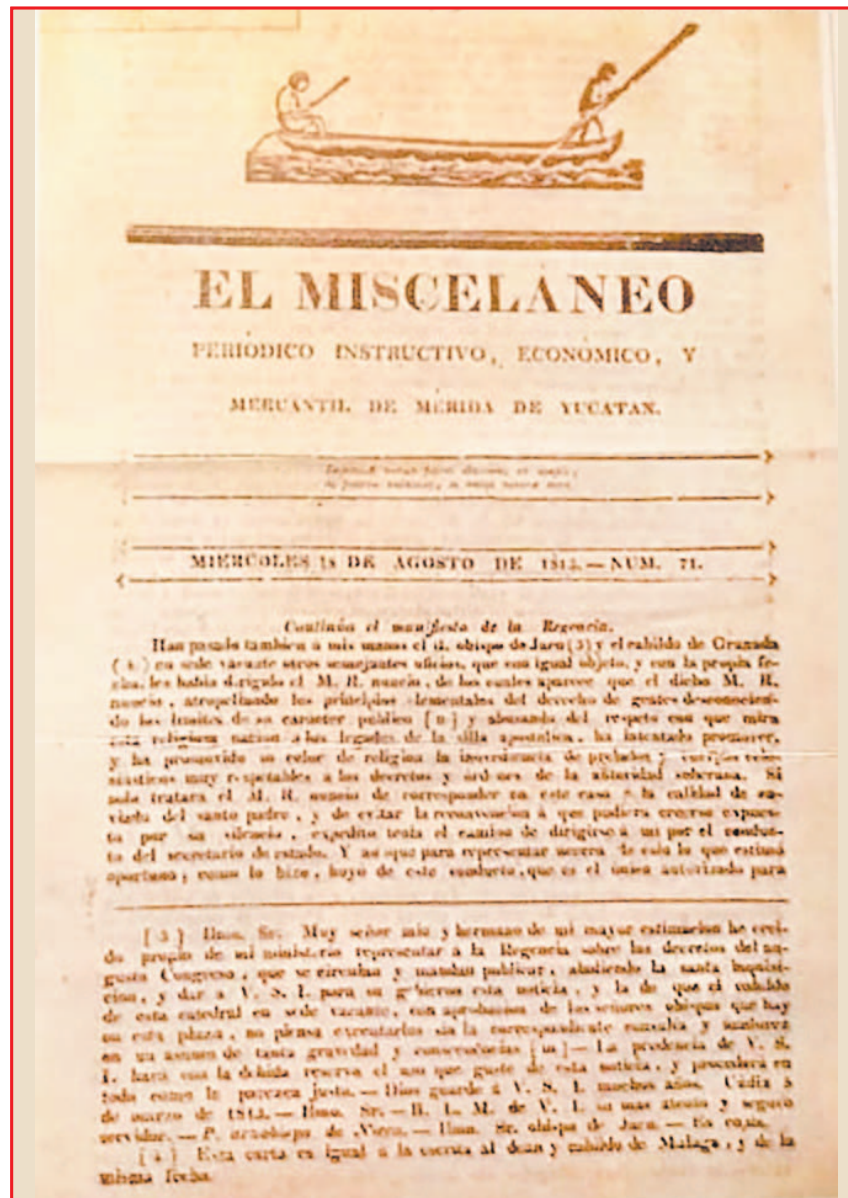 EL MISCELANEO
PERIÓDICO INSTRUCTIVO, ECONÓMICO, Y
MERCANTIL DE MÉRIDA DE YUCATAN.
MIERCOLES 18 DE AGOSTO DE 1813.—NUM. 71.
Continúa el manifiesto de la Regencia.
Han pasado tambien á mis manos el R. obispo de Jaen (3) y el cabildo de Granada
(4) en sede vacante otros semejantes oficios, que con igual objeto, y con la propia fe-
cha, les habia dirigido el M. R. nuncio, de los cuales aparece que el dicho M. R.
nuncio, atropellando los principios elementales del derecho de gentes desconocien-
do los limites de su carácter publico [n] y abusando del respeto con que mira
esta religiosa nacion a los legados de la silla apostólica, ha intentado promover,
y ha promovido so color de religion la inobediencia de prelados y cuerpos ecle-
siásticos muy respetables a los decretos y órdenes de la autoridad soberana. Si
solo tratara el M. R. nuncio de corresponder en este caso á la calidad de en-
viado del santo padre, y de evitar la reconvencion á que pudiera creerse expues-
to por su silencio, expedito tenia el camino de dirigirse á mi por el conduc-
to del secretario de estado. Y asi que para representar acerca de esto lo que estimó
oportuno, como lo hizo, huyó de este conducto, que es el único autorizado para
[3] Ilmo. Sr. Muy señor mio y hermano de mi mayor estimacion he crei-
do propio de mi ministerio representar á la Regencia sobre los decretos del au-
gusto Congreso, que se circulan y mandan publicar, aboliendo la santa inquisi-
cion, y dar á V. S. I. para su gobierno esta noticia, y la de que el cabildo
de esta catedral en sede vacante, con aprobacion de los señores obispos que hay
en esta plaza, no piensa executarlos sin la correspondiente consulta y
en un asunto de tanta gravedad y consecuencias — La prudencia de V. S.
I. hará con la debida reserva el uso que guste de esta noticia, y procederá en
todo como le parezca justo. — Dios guarde á V. S. I. muchos años. Cádiz 5
de marzo de 1813. — Ilmo. Sr. — B. L. M. de V. I. su mas atento y seguro
servidor. — P. arzobispo de Nicea. — Ilmo. Sr. obispo de Jaen. — Es copia.
[4] Esta carta es igual á la escrita al dean y cabildo de Málaga, y de la
misma fecha.